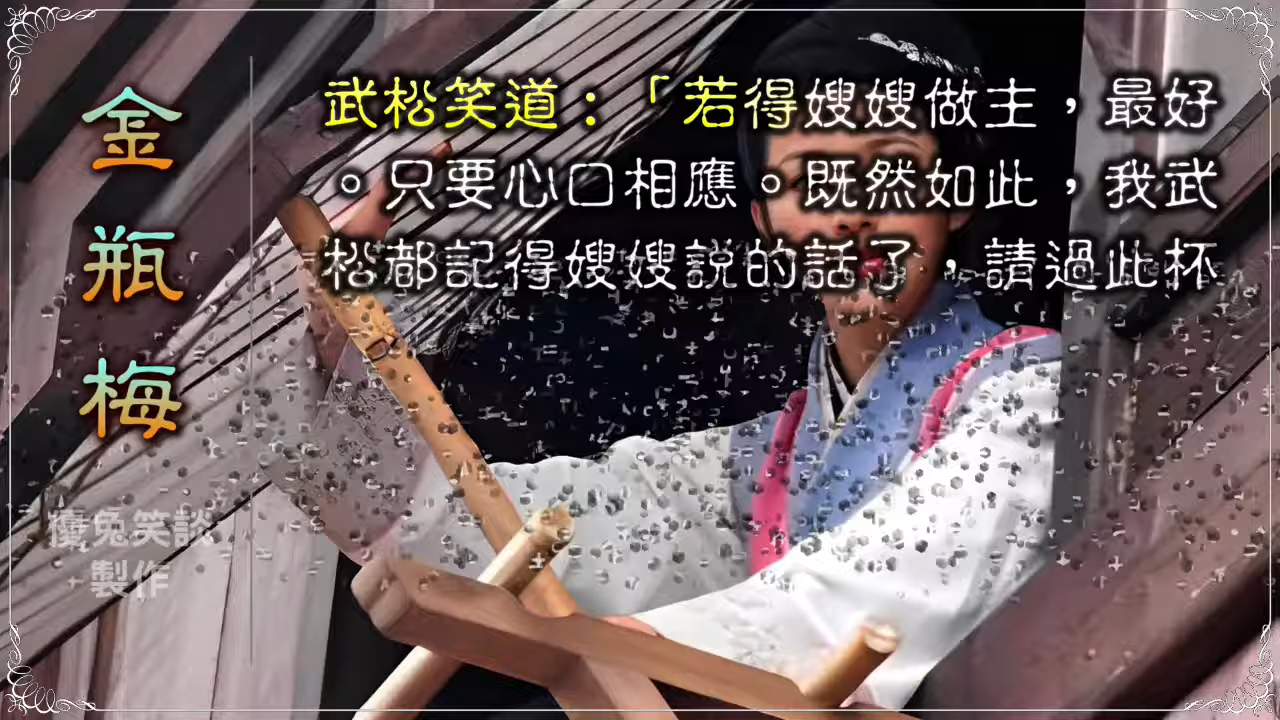 金瓶梅
武松笑道：「若得嫂嫂做主，最好
。只要心口相應。既然如此，我武
松都記得嫂嫂說的話了，請過此杯
兔笑談
製作